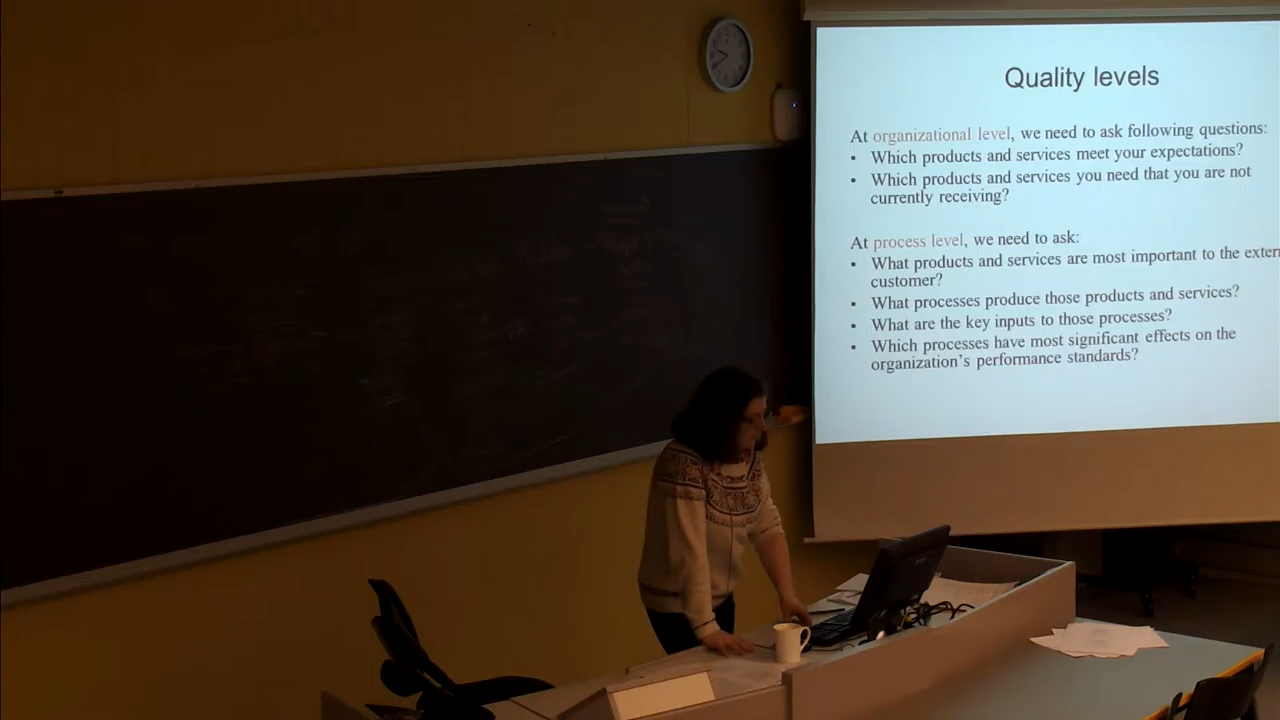 Quality levels
At organizational level, we need to ask following questions:
• Which products and services meet your expectations?
• Which products and services you need that you are not
currently receiving?
At process level, we need to ask:
• What products and services are most important to the exter
customer?
• What processes produce those products and services?
• What are the key inputs to those processes?
• Which processes have most significant effects on the
organization's performance standards?